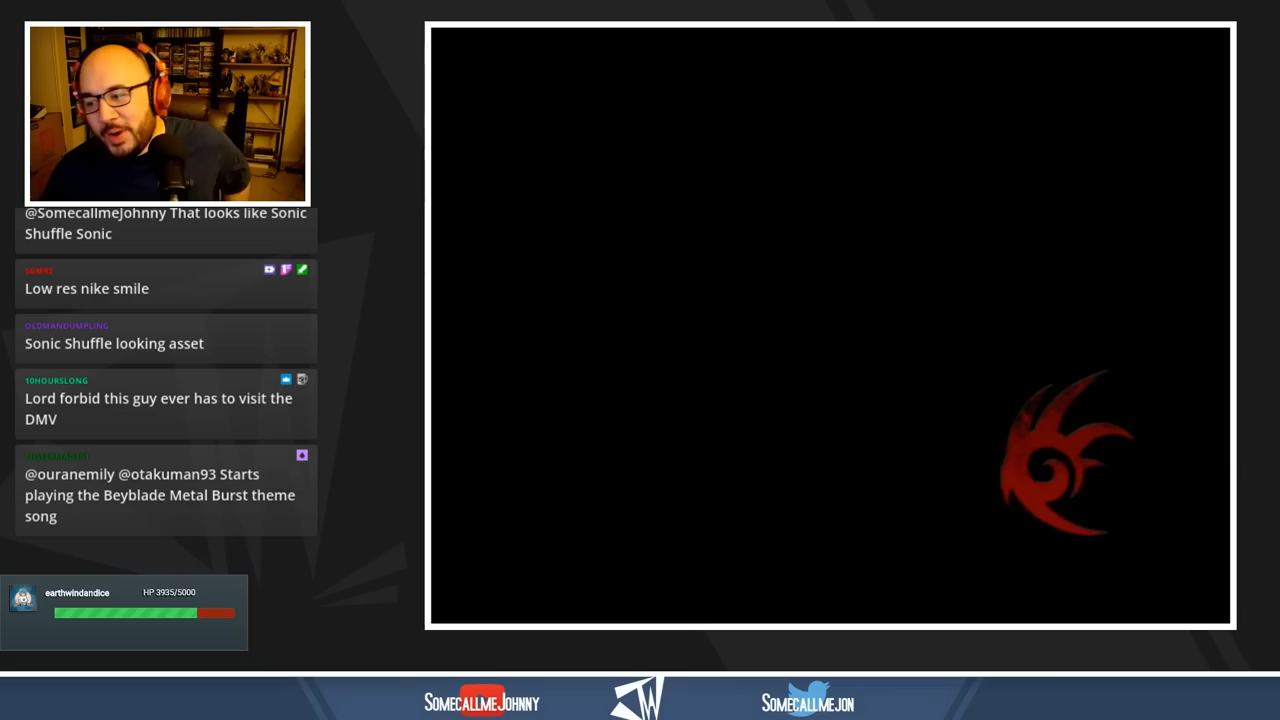 @SomecallmeJohnny That looks like Sonic
Shuffle Sonic
Low res nike smile
OLDMANDUMPLING
Sonic Shuffle looking asset
10HOURSLONG
Lord forbid this guy ever has to visit the
DMV
@ouranemily @otakuman93 Starts
playing the Beyblade Metal Burst theme
song
earthwindandice HP 3935/5000
SOMECALLMEJOHNNY
SOMECALLMEJON